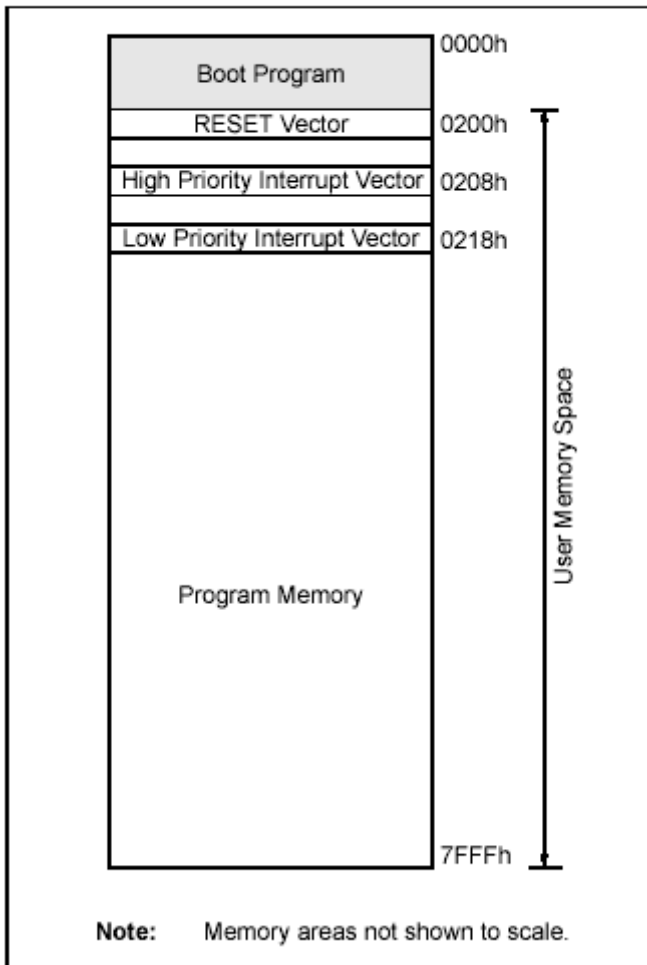 0000h
Boot Program
RESET Vector 0200h
High Priority Interrupt Vector 0208h
Low Priority Interrupt Vector 0218h
User Memory Space
Program Memory
7FFFh
Note: Memory areas not shown to scale.